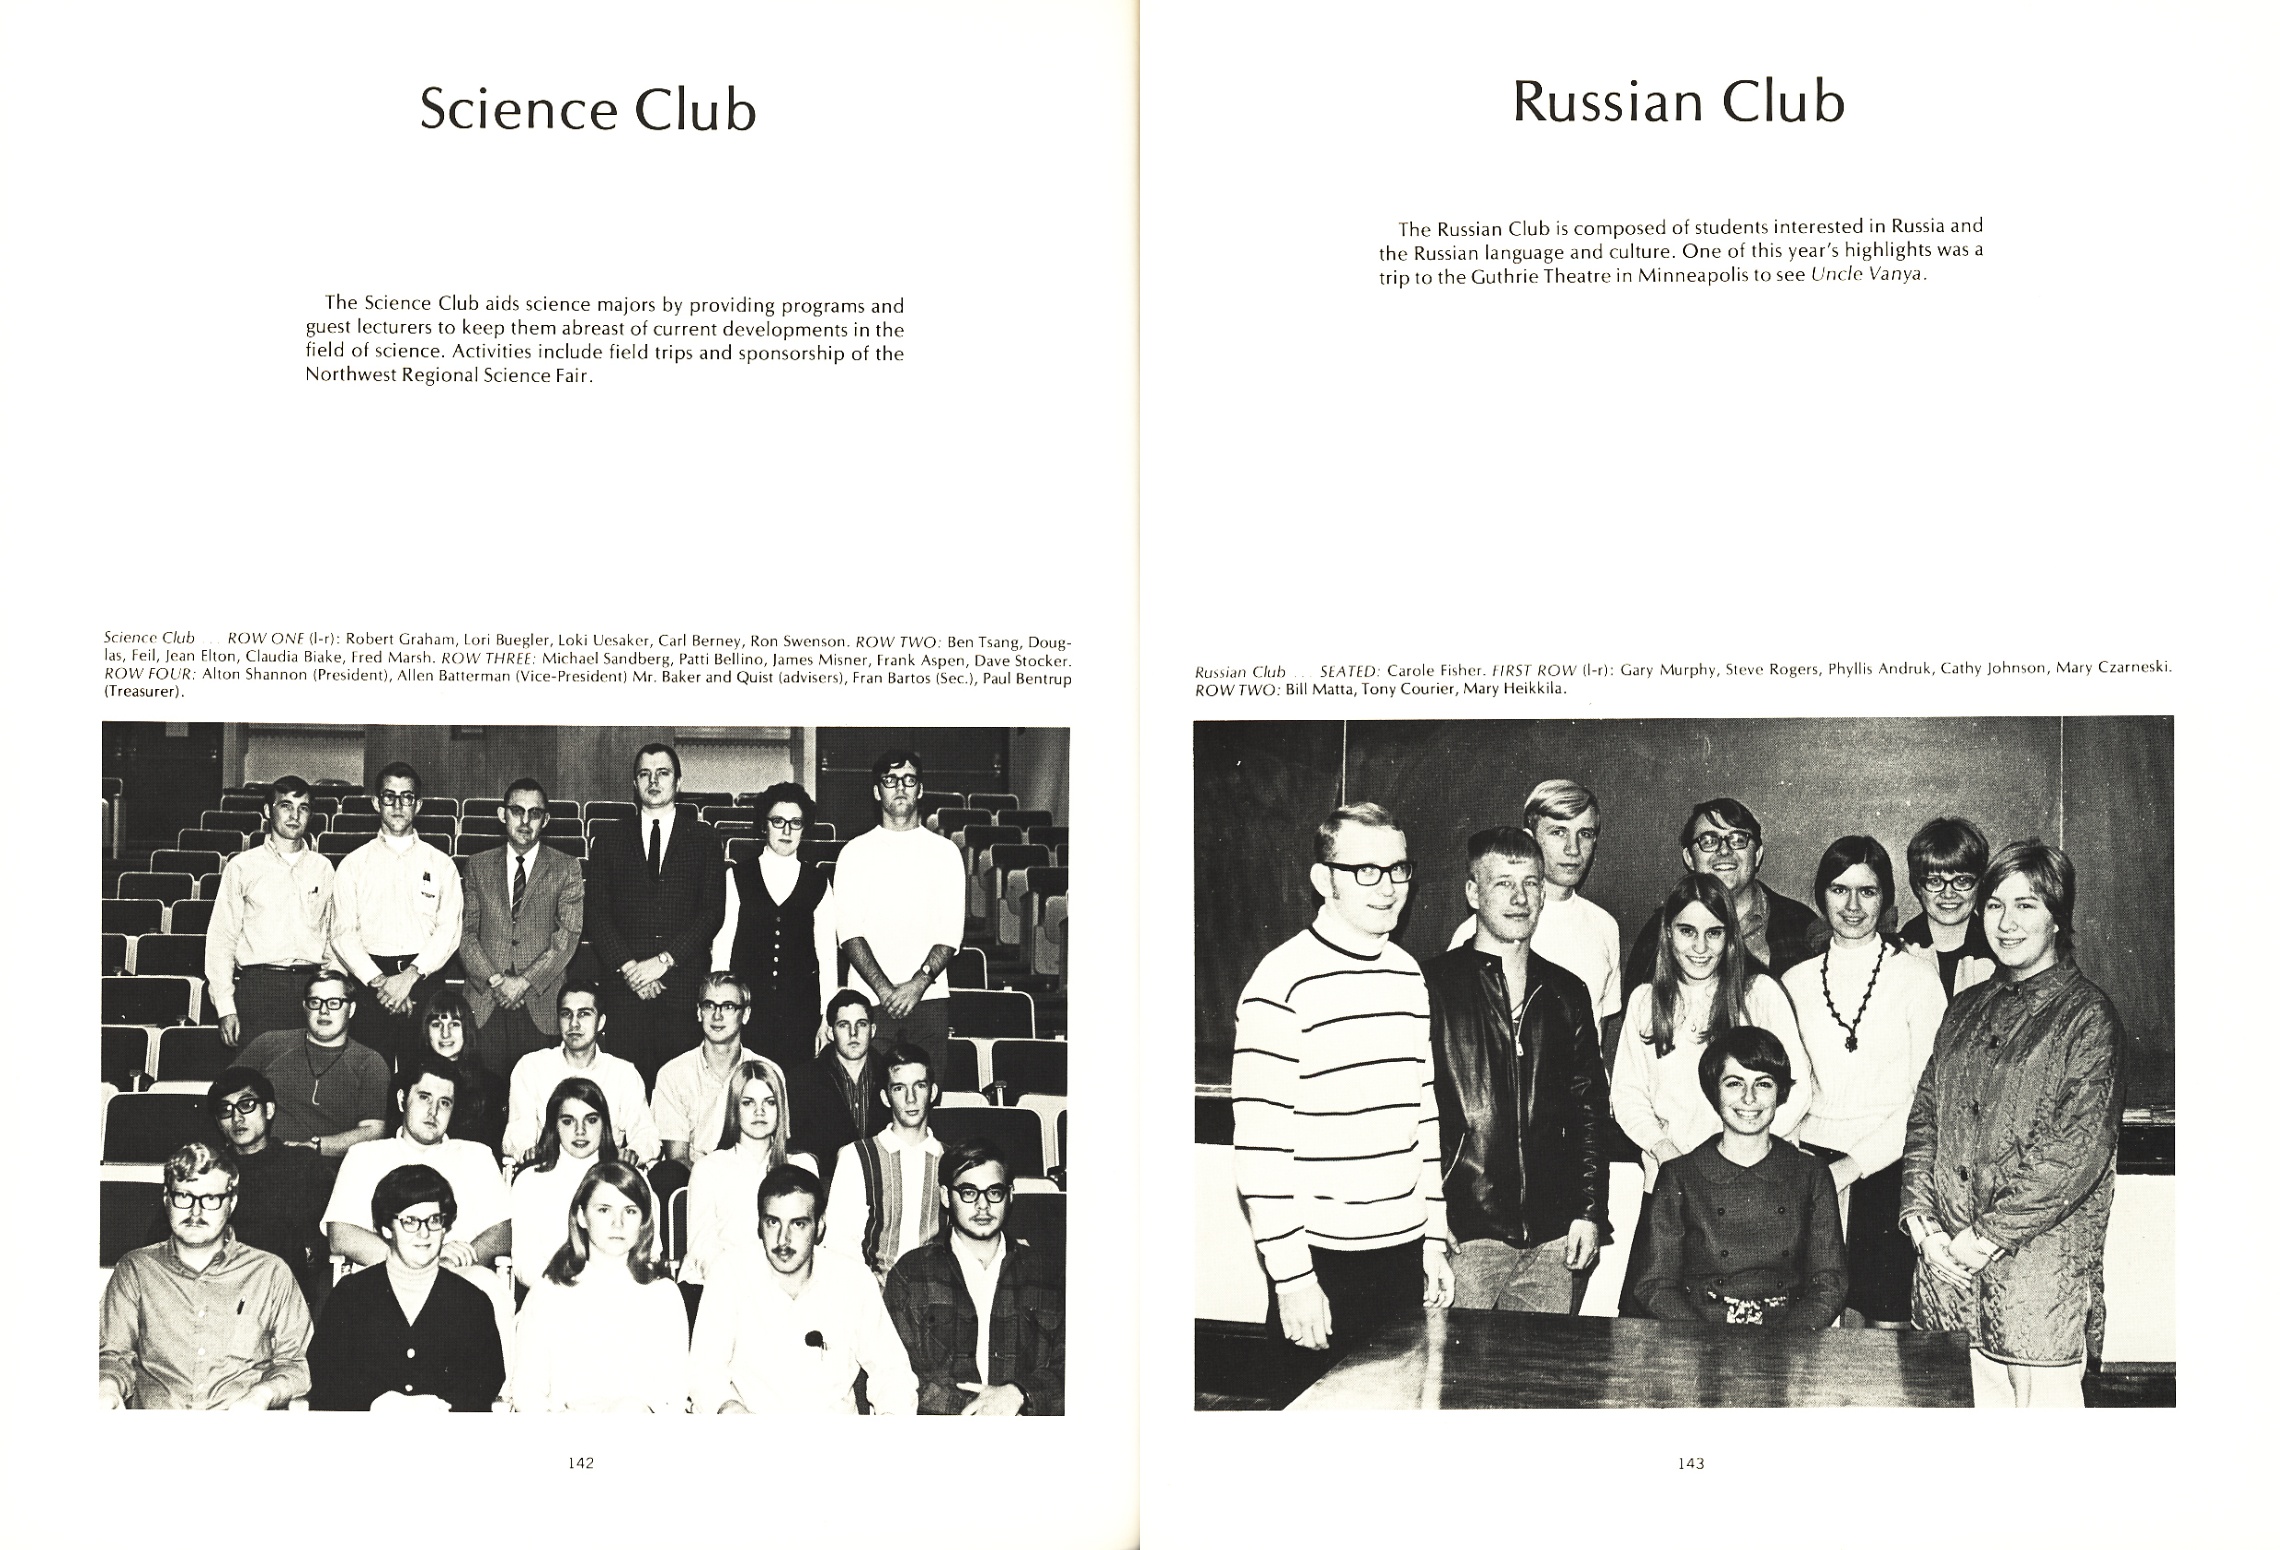 Science Club
The Science Club aids science majors by providing programs and
guest lecturers to keep them abreast of current developments in the
field of science. Activities include field trips and sponsorship of the
Northwest Regional Science Fair.
Science Club ... ROW ONE (l-r): Robert Graham, Lori Buegler, Loki Uesaker, Carl Berney, Ron Swenson. ROW TWO: Ben Tsang, Doug-
las, Feil, Jean Elton, Claudia Biake, Fred Marsh. ROW THREE: Michael Sandberg, Patti Bellino, James Misner, Frank Aspen, Dave Stocker.
ROW FOUR: Alton Shannon (President), Allen Batterman (Vice-President) Mr. Baker and Quist (advisers), Fran Bartos (Sec.), Paul Bentrup
(Treasurer).
142
Russian Club
The Russian Club is composed of students interested in Russia and
the Russian language and culture. One of this year's highlights was a
trip to the Guthrie Theatre in Minneapolis to see Uncle Vanya.
Russian Club ... SEATED: Carole Fisher. FIRST ROW (l-r): Gary Murphy, Steve Rogers, Phyllis Andruk, Cathy Johnson, Mary Czarneski.
ROW TWO: Bill Matta, Tony Courier, Mary Heikkila.
143